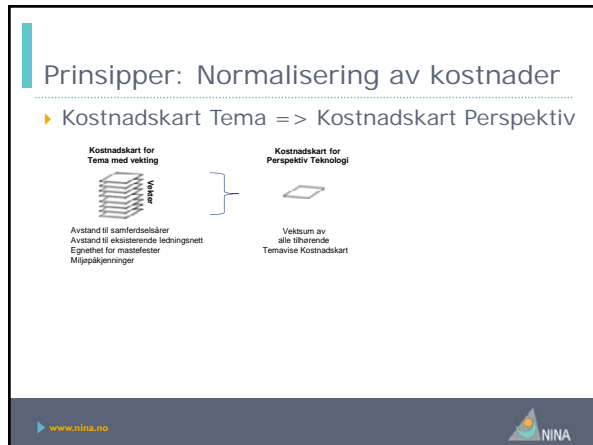 Prinsipper: Normalisering av kostnader
Kostnadskart Tema => Kostnadskart Perspektiv
Kostnadskart for
Tema med vekting
Vekter
Avstand til samferdselsårer
Avstand til eksisterende ledningsnett
Egnethet for mastefester
Miljøpåkjenninger
Kostnadskart for
Perspektiv Teknologi
Vektsum av
alle tilhørende
Temavise Kostnadskart
www.nina.no
NINA